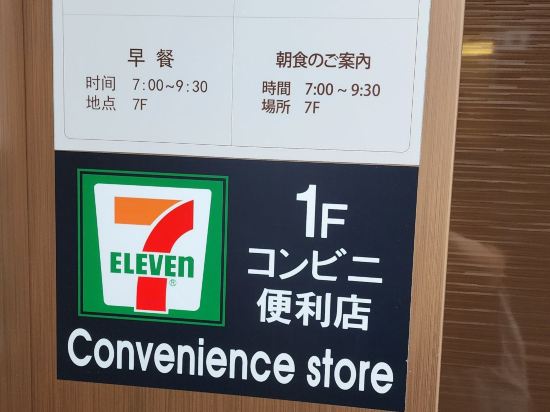 早餐
时间 7:00~9:30
地点 7F
朝食のご案内
時間 7:00~9:30
場所 7F
7
ELEVEn
®
1F
コンビニ
便利店
Convenience store